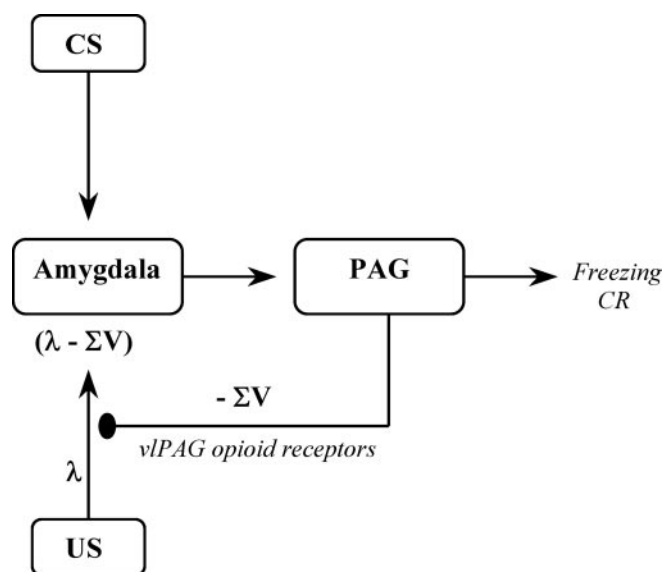 CS
Amygdala
PAG
Freezing
CR
(λ - ΣV)
- ΣV
vlPAG opioid receptors
λ
US